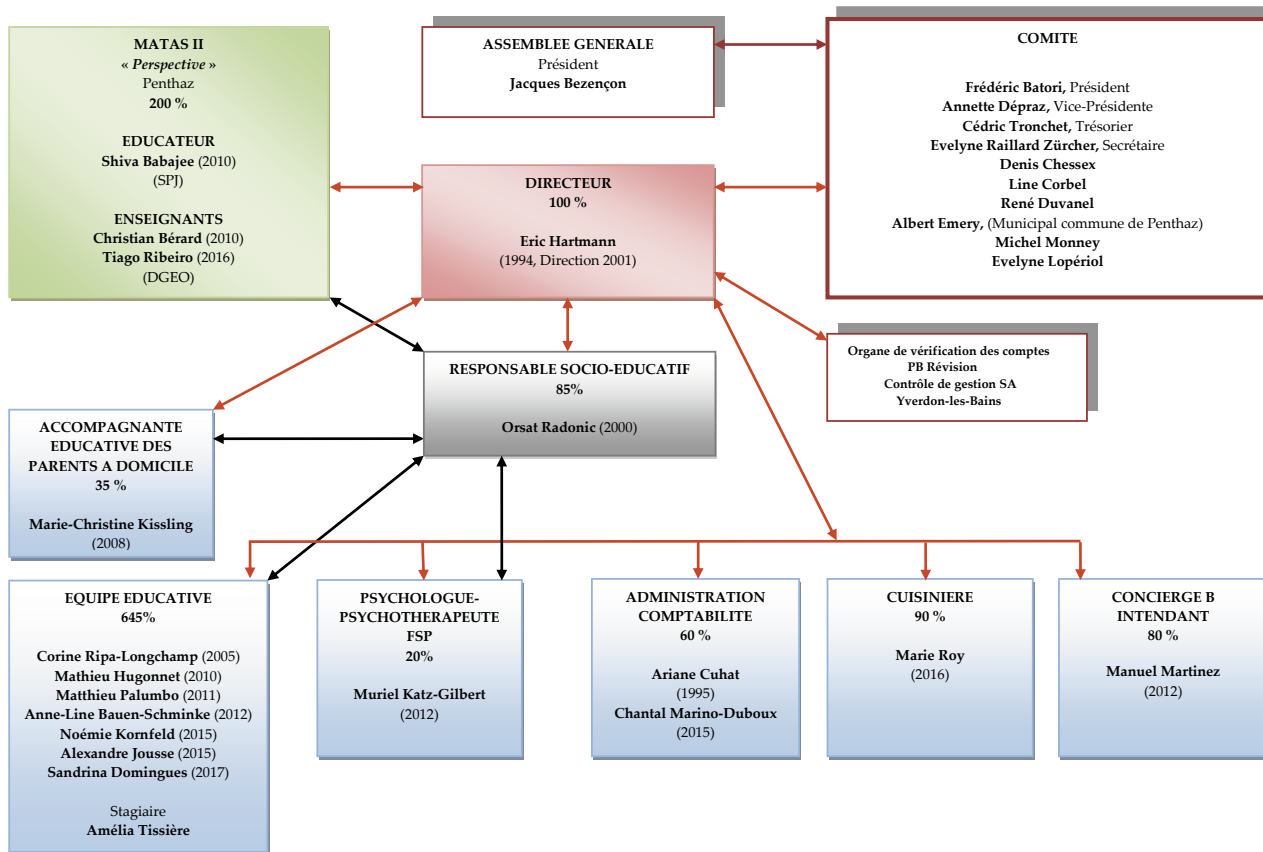 MATAS II
« Perspective »
Penthaz
200 %
EDUCATEUR
Shiva Babajee (2010)
(SPJ)
ENSEIGNANTS
Christian Bérard (2010)
Tiago Ribeiro (2016)
(DGEO)
ASSEMBLEE GENERALE
Président
Jacques Bezençon
COMITE
Frédéric Batori, Président
Annette Dépraz, Vice-Présidente
Cédric Tronchet, Trésorier
Evelyne Raillard Zürcher, Secrétaire
Denis Chessex
Line Corbel
René Duvanel
Albert Emery, (Municipal commune de Penthaz)
Michel Monney
Evelyne Lopériol
DIRECTEUR
100 %
Eric Hartmann
(1994, Direction 2001)
Organe de vérification des comptes
PB Révision
Contrôle de gestion SA
Yverdon-les-Bains
RESPONSABLE SOCIO-EDUCATIF
85%
Orsat Radonic (2000)
ACCOMPAGNANTE
EDUCATIVE DES
PARENTS A DOMICILE
35 %
Marie-Christine Kissling
(2008)
EQUIPE EDUCATIVE
645%
Corine Ripa-Longchamp (2005)
Mathieu Hugonnet (2010)
Matthieu Palumbo (2011)
Anne-Line Bauen-Schminke (2012)
Noémie Kornfeld (2015)
Alexandre Jousse (2015)
Sandrina Domingues (2017)
Stagiaire
Amélia Tissière
PSYCHOLOGUE-
PSYCHOTHERAPEUTE
FSP
20%
Muriel Katz-Gilbert
(2012)
ADMINISTRATION
COMPTABILITE
60 %
Ariane Cuhat
(1995)
Chantal Marino-Duboux
(2015)
CUISINIERE
90 %
Marie Roy
(2016)
CONCIERGE B
INTENDANT
80 %
Manuel Martinez
(2012)